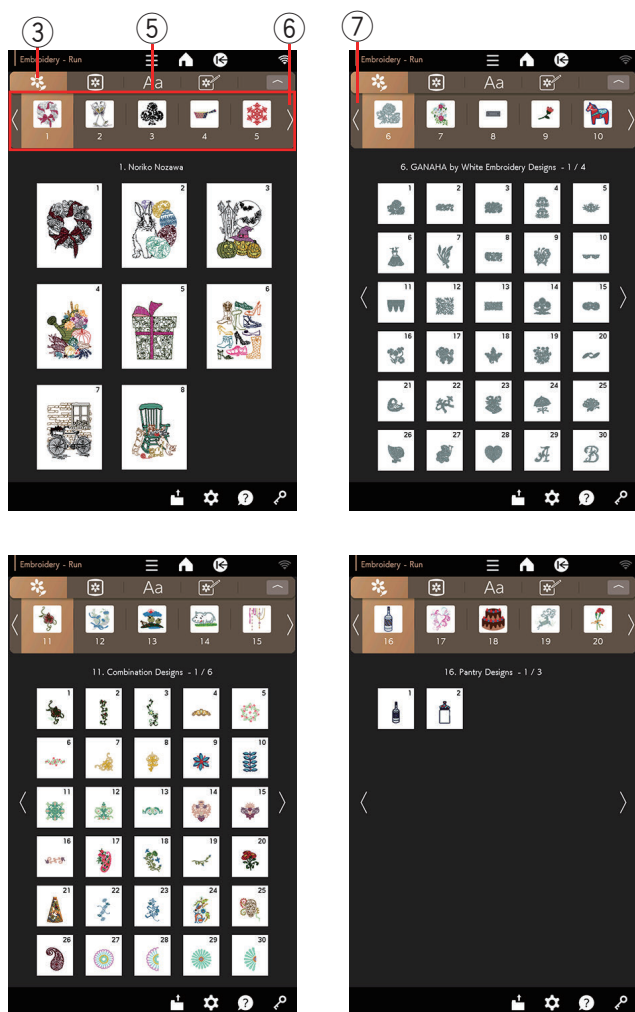 ③ ⑤ ⑥ ⑦
Embroidery - Run
Aa
1 2 3 4 5
1. Noriko Nozawa
1 2 3
4 5 6
7 8
?
Embroidery - Run
Aa
6 7 8 9 10
6. GANAHA by White Embroidery Designs - 1 / 4
1 2 3 4 5
6 7 8 9 10
11 12 13 14 15
16 17 18 19 20
21 22 23 24 25
26 27 28 29 30
A B
?
Embroidery - Run
Aa
11 12 13 14 15
11. Combination Designs - 1 / 6
1 2 3 4 5
6 7 8 9 10
11 12 13 14 15
16 17 18 19 20
21 22 23 24 25
26 27 28 29 30
?
Embroidery - Run
Aa
16 17 18 19 20
16. Pantry Designs - 1 / 3
1 2
?